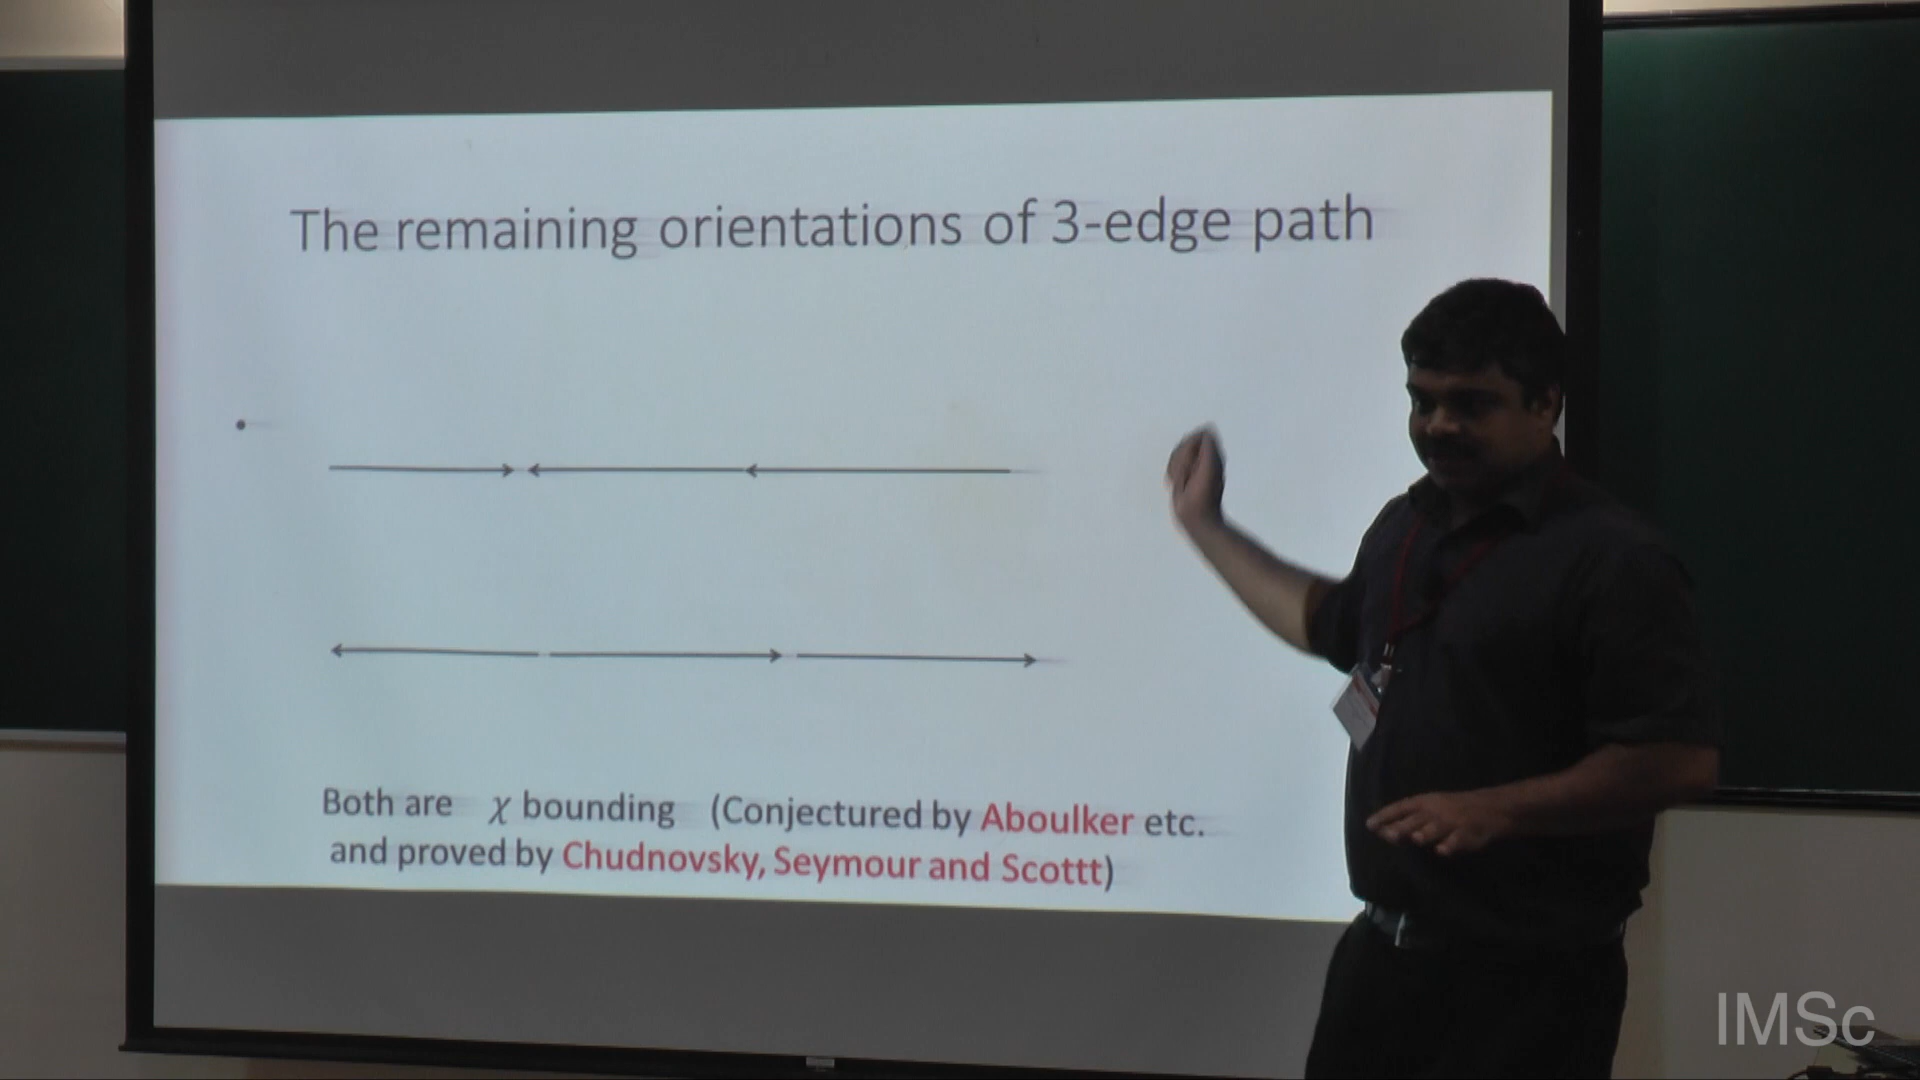 The remaining orientations of 3-edge path
Both are χ bounding (Conjectured by Aboulker etc.
and proved by Chudnovsky, Seymour and Scottt)
IMSc